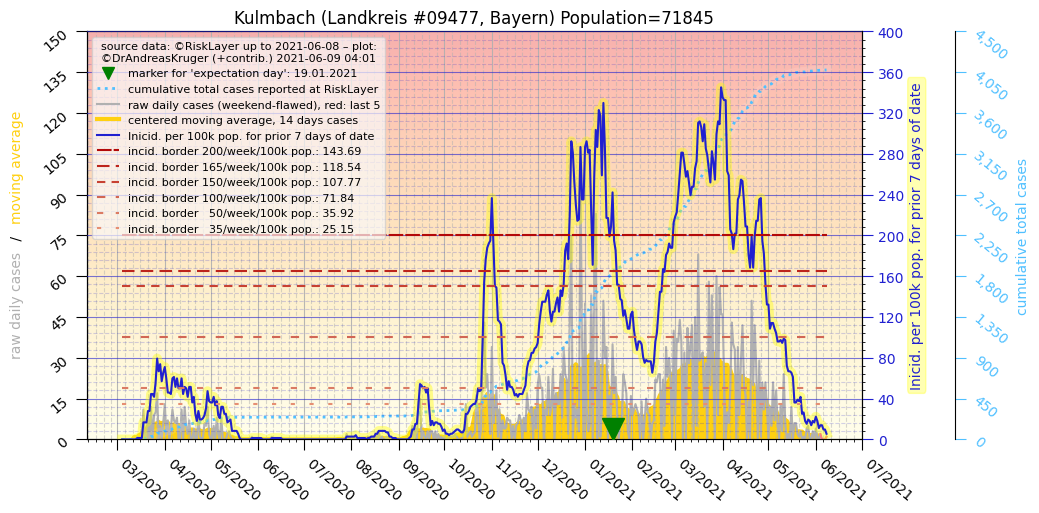 Kulmbach (Landkreis #09477, Bayern) Population=71845
source data: ©RiskLayer up to 2021-06-08 – plot:
©DrAndreasKruger (+contrib.) 2021-06-09 04:01
marker for 'expectation day': 19.01.2021
cumulative total cases reported at RiskLayer
raw daily cases (weekend-flawed), red: last 5
centered moving average, 14 days cases
Inicid. per 100k pop. for prior 7 days of date
incid. border 200/week/100k pop.: 143.69
incid. border 165/week/100k pop.: 118.54
incid. border 150/week/100k pop.: 107.77
incid. border 100/week/100k pop.: 71.84
incid. border   50/week/100k pop.: 35.92
incid. border   35/week/100k pop.: 25.15
raw daily cases / moving average
150
135
120
105
90
75
60
45
30
15
0
03/2020
04/2020
05/2020
06/2020
07/2020
08/2020
09/2020
10/2020
11/2020
12/2020
01/2021
02/2021
03/2021
04/2021
05/2021
06/2021
07/2021
400
360
320
280
240
200
160
120
80
40
0
Inicid. per 100k pop. for prior 7 days of date
4,500
4,050
3,600
3,150
2,700
2,250
1,800
1,350
900
450
0
cumulative total cases